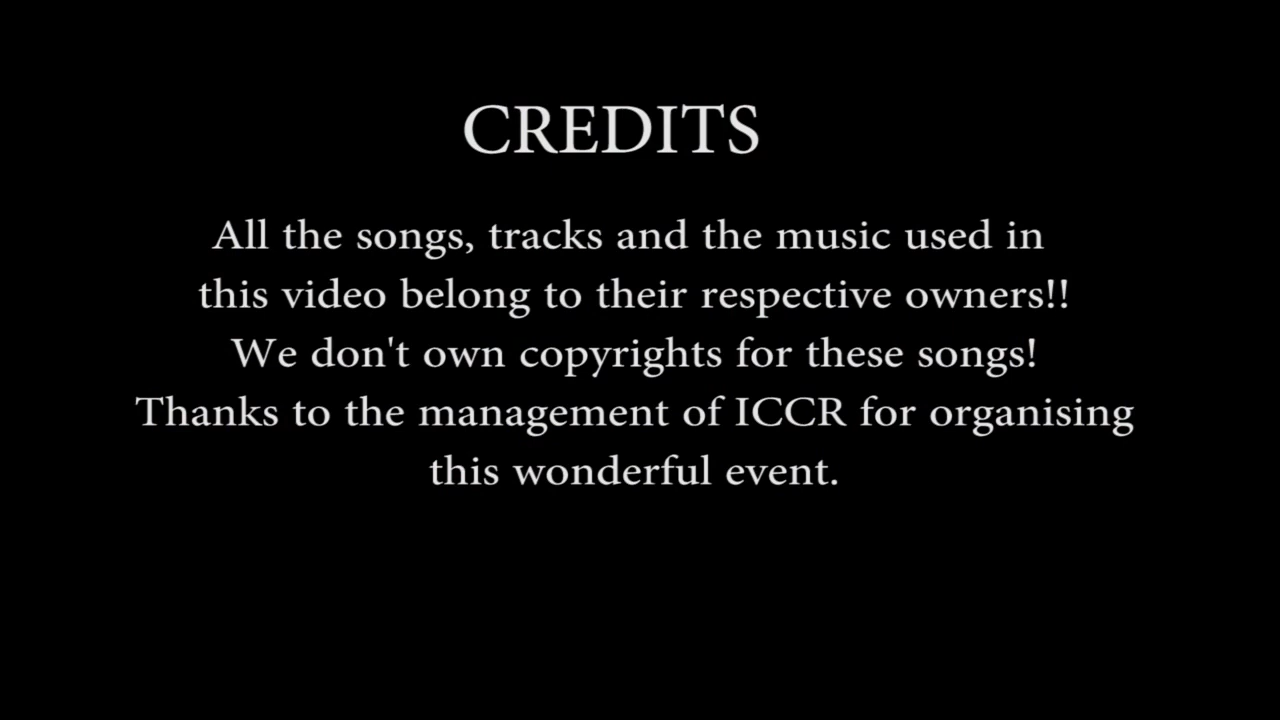 CREDITS
All the songs, tracks and the music used in
this video belong to their respective owners!!
We don't own copyrights for these songs!
Thanks to the management of ICCR for organising
this wonderful event.